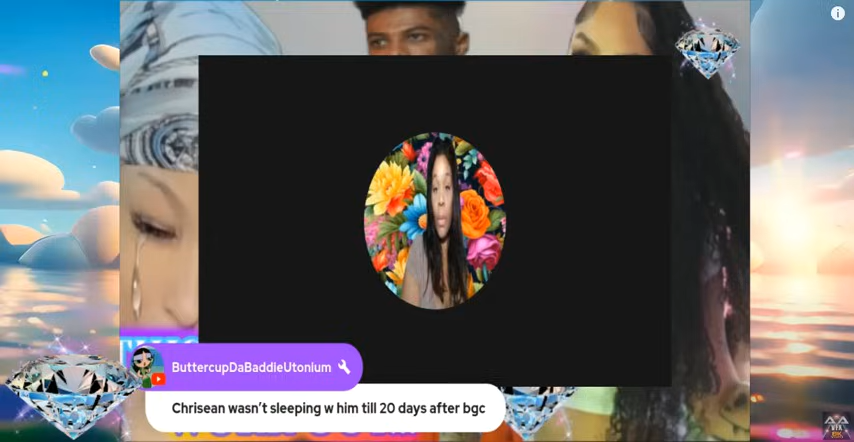 ButtercupDaBaddieUtonium
Chrisean wasn't sleeping w him till 20 days after bgc